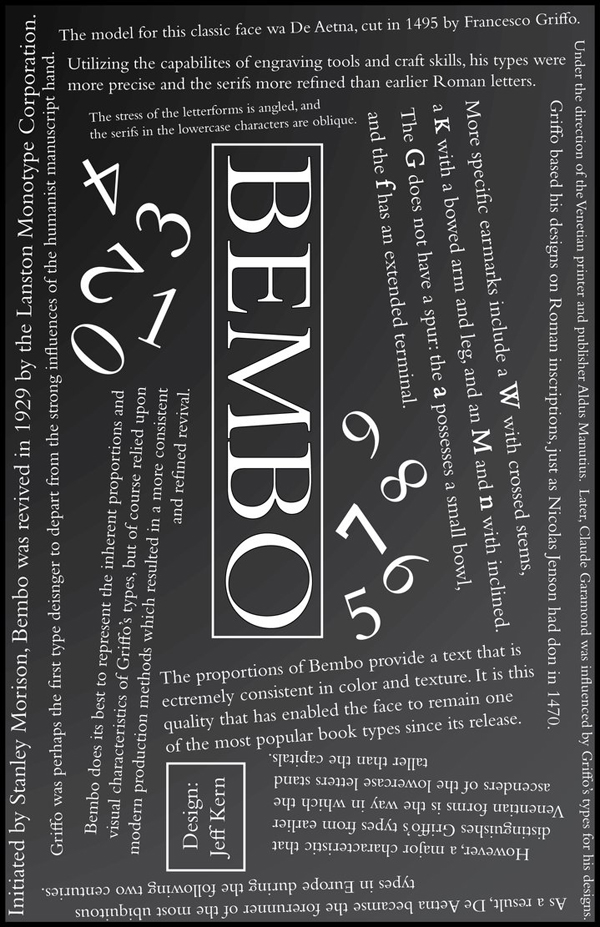 The model for this classic face wa De Aetna, cut in 1495 by Francesco Griffo.
Utilizing the capabilites of engraving tools and craft skills, his types were
more precise and the serifs more refined than earlier Roman letters.
The stress of the letterforms is angled, and
the serifs in the lowercase characters are oblique.
More specific earmarks include a W with crossed stems,
a K with a bowed arm and leg, and an M and n with inclined.
The G does not have a spur: the a possesses a small bowl,
and the f has an extended terminal.
Griffo based his designs on Roman inscriptions, just as Nicolas Jenson had don in 1470.
Under the direction of the Venetian printer and publisher Aldus Manutius, Later, Claude Garamond was influenced by Griffo's types for his designs.
Initiated by Stanley Morison, Bembo was revived in 1929 by the Lanston Monotype Corporation.
Griffo was perhaps the first type deisnger to depart from the strong influences of the humanist manuscript hand.
4
3
2
1
0
BEMBO
9
8
7
6
5
Bembo does its best to represent the inherent proportions and
visual characteristics of Griffo's types, but of course relied upon
modern production methods which resulted in a more consistent
and refined revival.
The proportions of Bembo provide a text that is
ectremely consistent in color and texture. It is this
quality that has enabled the face to remain one
of the most popular book types since its release.
Design:
Jeff Kern
However, a major characteristic that
distinguishes Griffo's types from earlier
Venentian forms is the way in which the
ascenders of the lowercase letters stand
taller than the capitals.
As a result, De Aetna becamse the forerunner of the most ubiquitous
types in Europe during the following two centuries.